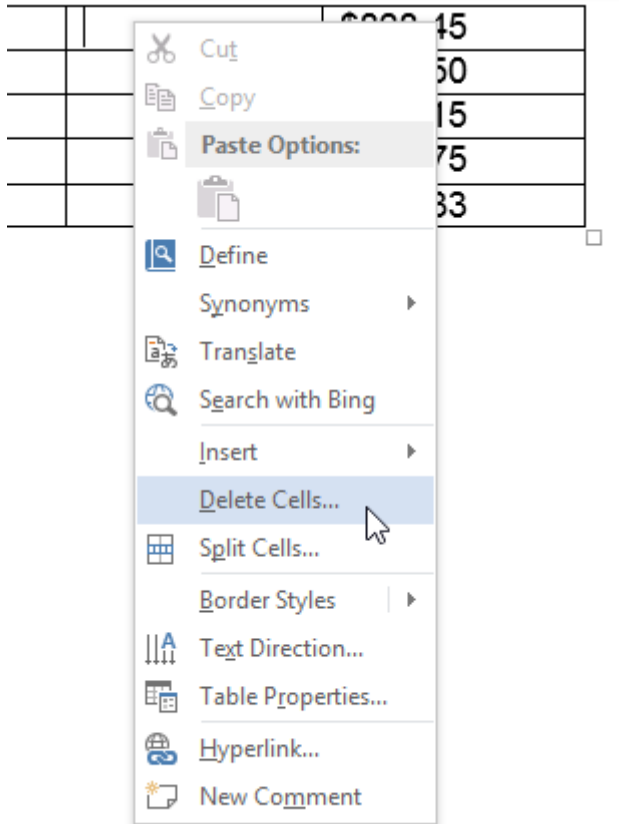 45
Cut
50
Copy
15
Paste Options:
75
33
Define
Synonyms
Translate
Search with Bing
Insert
Delete Cells...
Split Cells...
Border Styles
Text Direction...
Table Properties...
Hyperlink...
New Comment